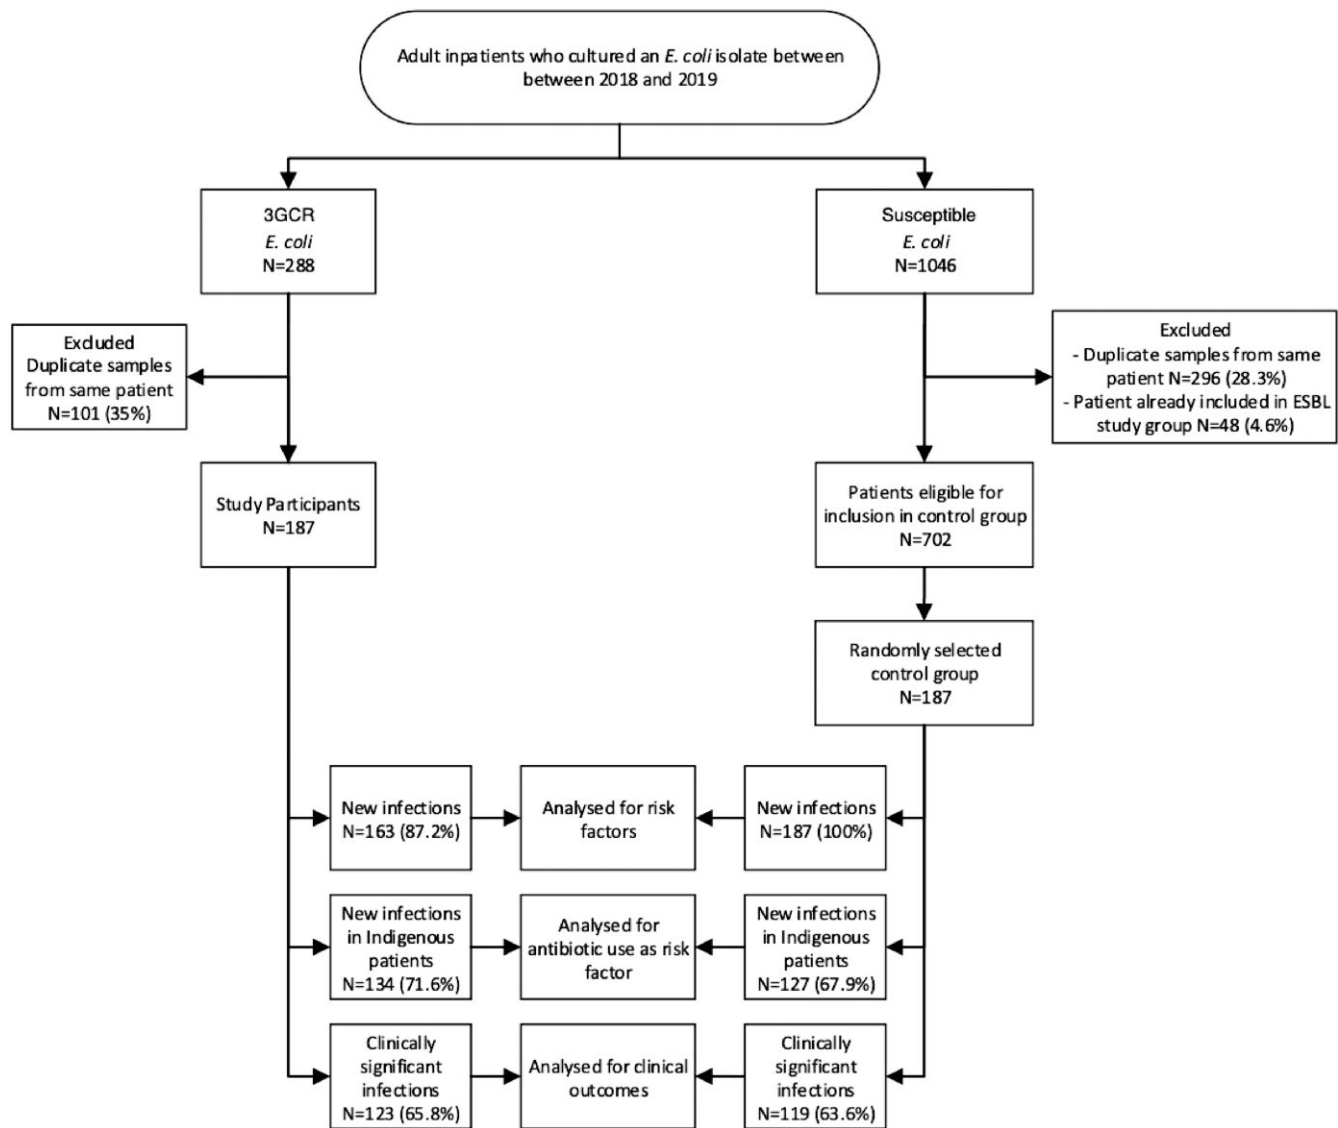 Adult inpatients who cultured an E. coli isolate between
between 2018 and 2019
3GCR
E. coli
N=288
Susceptible
E. coli
N=1046
Excluded
Duplicate samples
from same patient
N=101 (35%)
Excluded
- Duplicate samples from same
patient N=296 (28.3%)
- Patient already included in ESBL
study group N=48 (4.6%)
Study Participants
N=187
Patients eligible for
inclusion in control group
N=702
Randomly selected
control group
N=187
New infections
N=163 (87.2%)
Analysed for risk
factors
New infections
N=187 (100%)
New infections
in Indigenous
patients
N=134 (71.6%)
Analysed for
antibiotic use as risk
factor
New infections
in Indigenous
patients
N=127 (67.9%)
Clinically
significant
infections
N=123 (65.8%)
Analysed for clinical
outcomes
Clinically
significant
infections
N=119 (63.6%)